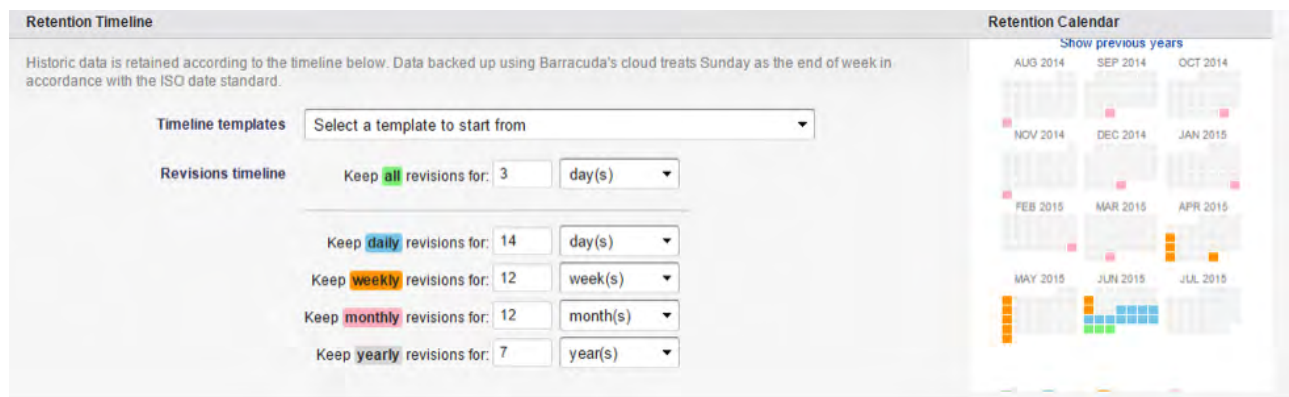 Retention Timeline
Retention Calendar
Historic data is retained according to the timeline below. Data backed up using Barracuda's cloud treats Sunday as the end of week in
accordance with the ISO date standard.
Timeline templates Select a template to start from
Revisions timeline Keep all revisions for: 3 day(s)
Keep daily revisions for: 14 day(s)
Keep weekly revisions for: 12 week(s)
Keep monthly revisions for: 12 month(s)
Keep yearly revisions for: 7 year(s)
Show previous years
AUG 2014 SEP 2014 OCT 2014
NOV 2014 DEC 2014 JAN 2015
FEB 2015 MAR 2015 APR 2015
MAY 2015 JUN 2015 JUL 2015